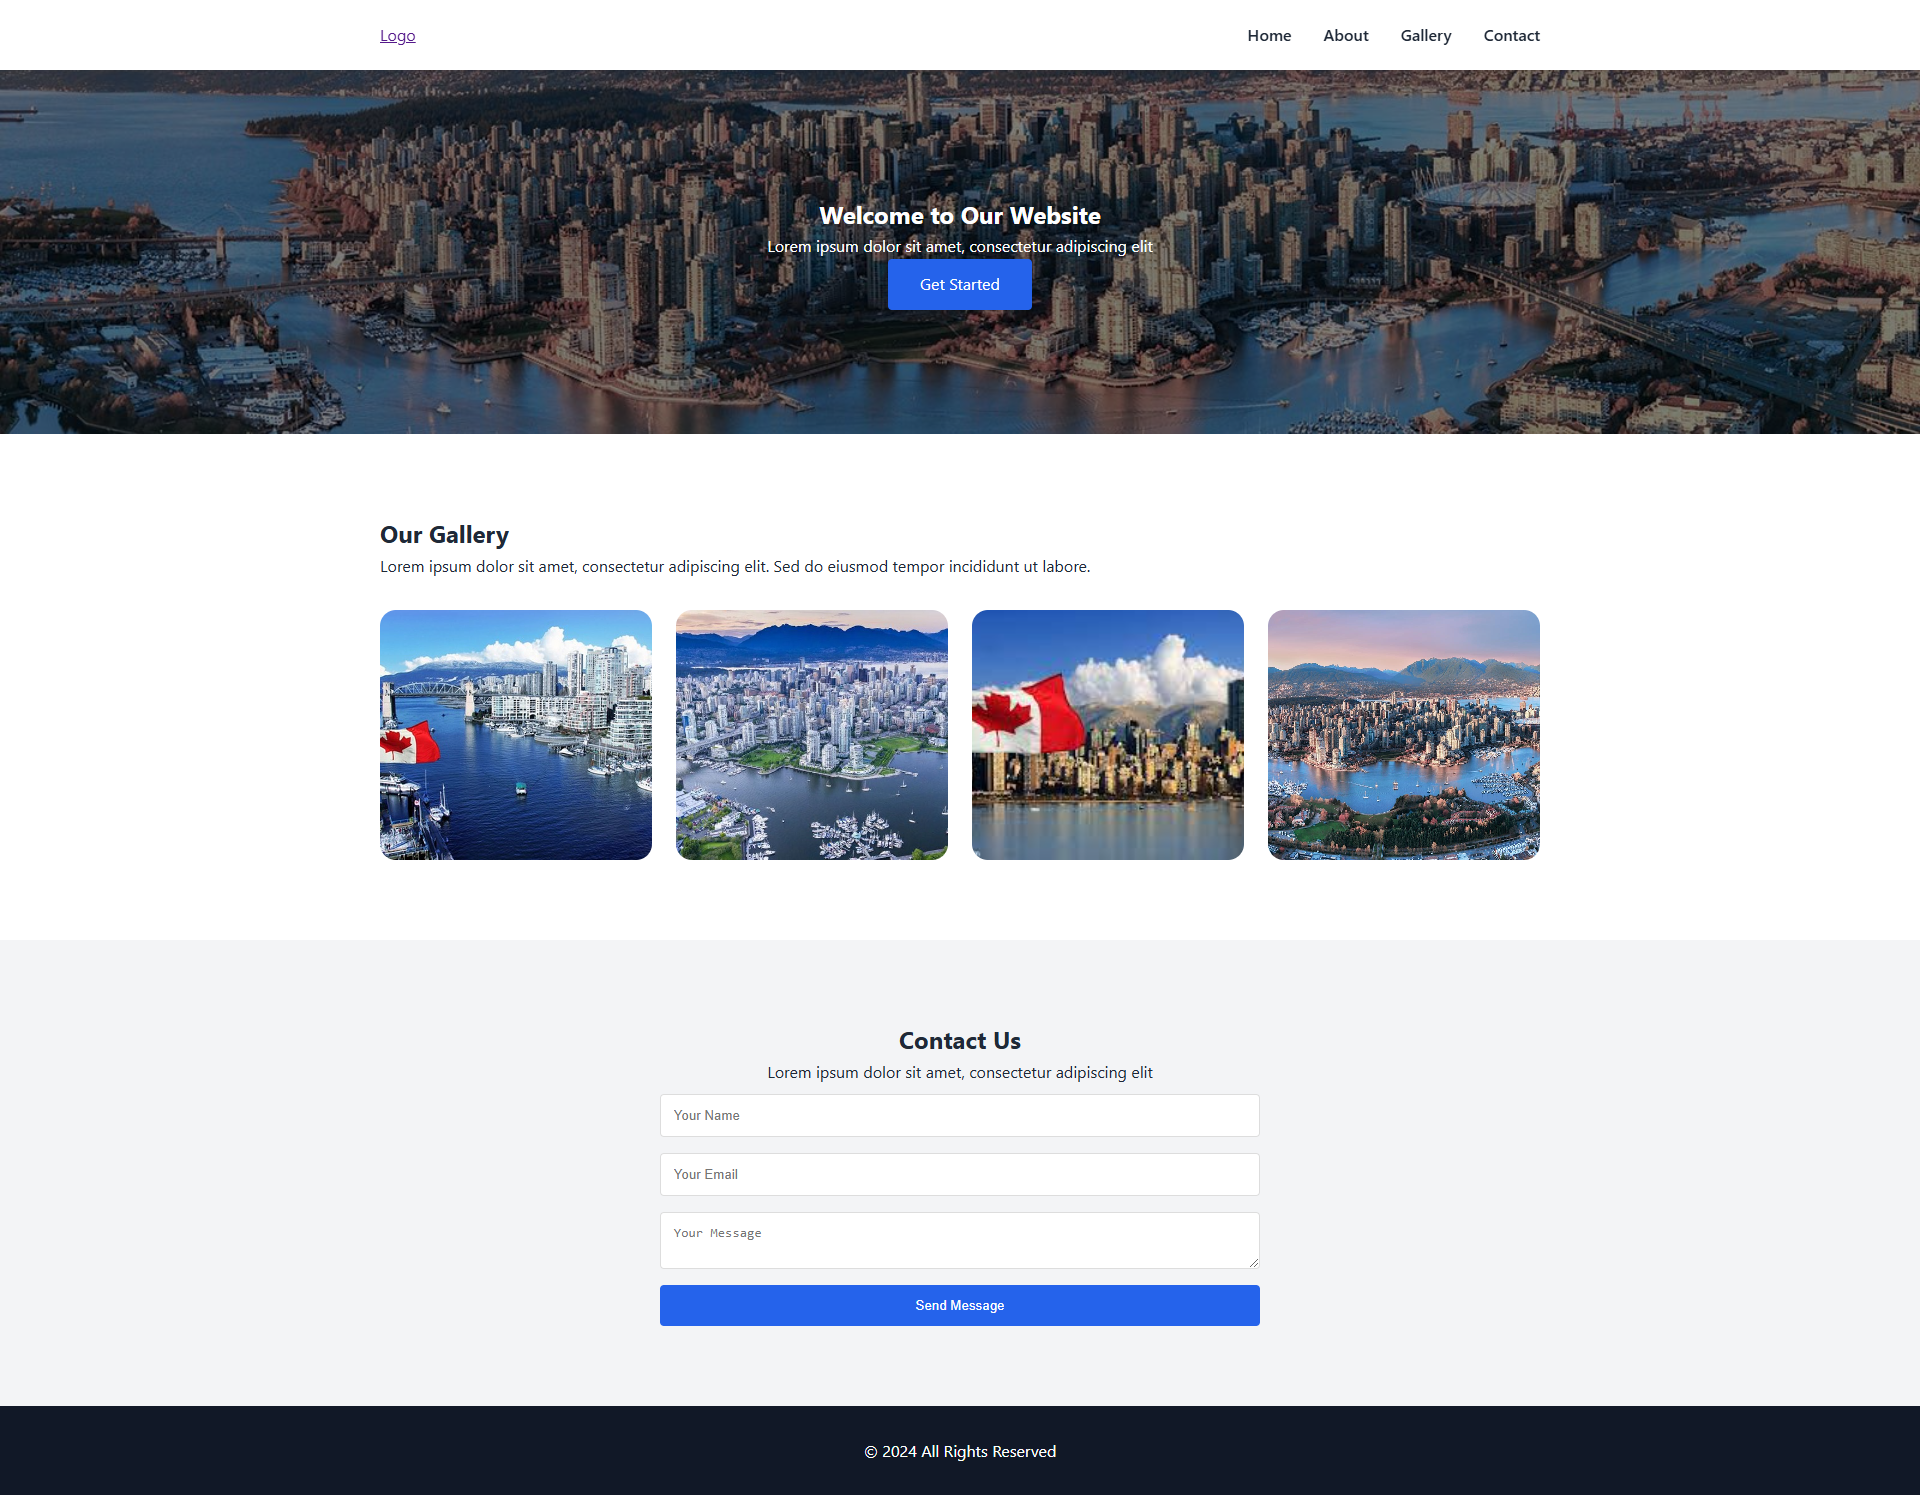 Logo
Home About Gallery Contact
Welcome to Our Website
Lorem ipsum dolor sit amet, consectetur adipiscing elit
Get Started
Our Gallery
Lorem ipsum dolor sit amet, consectetur adipiscing elit. Sed do eiusmod tempor incididunt ut labore.
Contact Us
Lorem ipsum dolor sit amet, consectetur adipiscing elit
Your Name
Your Email
Your Message
Send Message
© 2024 All Rights Reserved